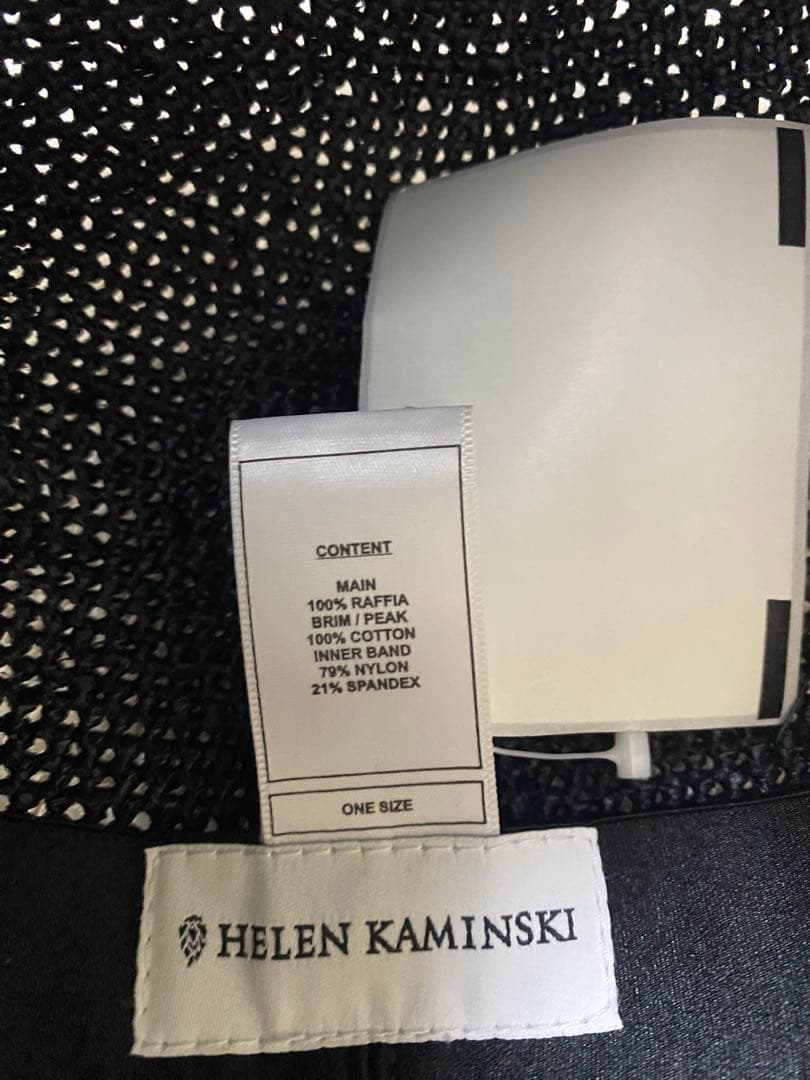 CONTENT
MAIN
100% RAFFIA
BRIM / PEAK
100% COTTON
INNER BAND
79% NYLON
21% SPANDEX
ONE SIZE
HELEN KAMINSKI